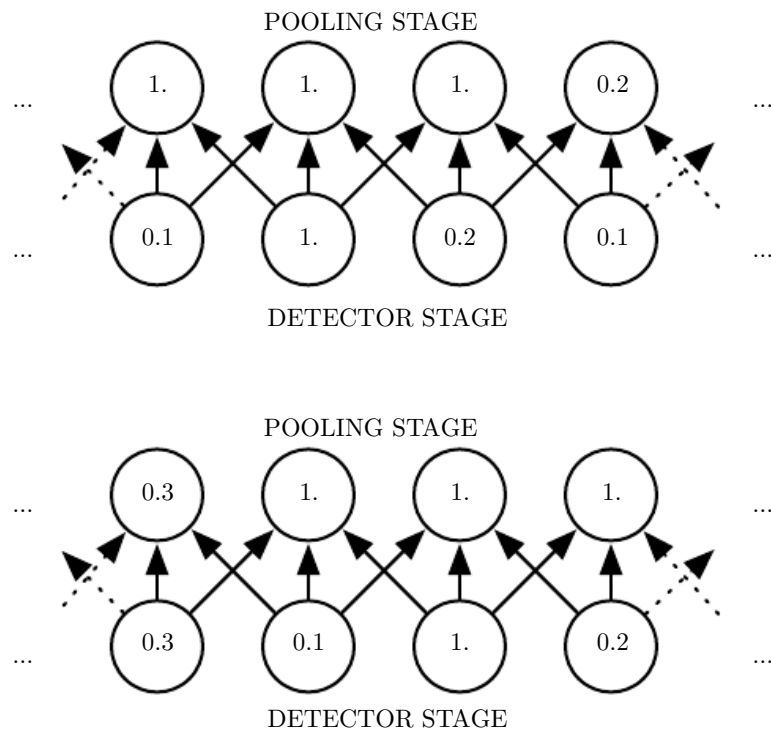 POOLING STAGE
... 1. 1. 1. 0.2 ...
... 0.1 1. 0.2 0.1 ...
DETECTOR STAGE
POOLING STAGE
... 0.3 1. 1. 1. ...
... 0.3 0.1 1. 0.2 ...
DETECTOR STAGE